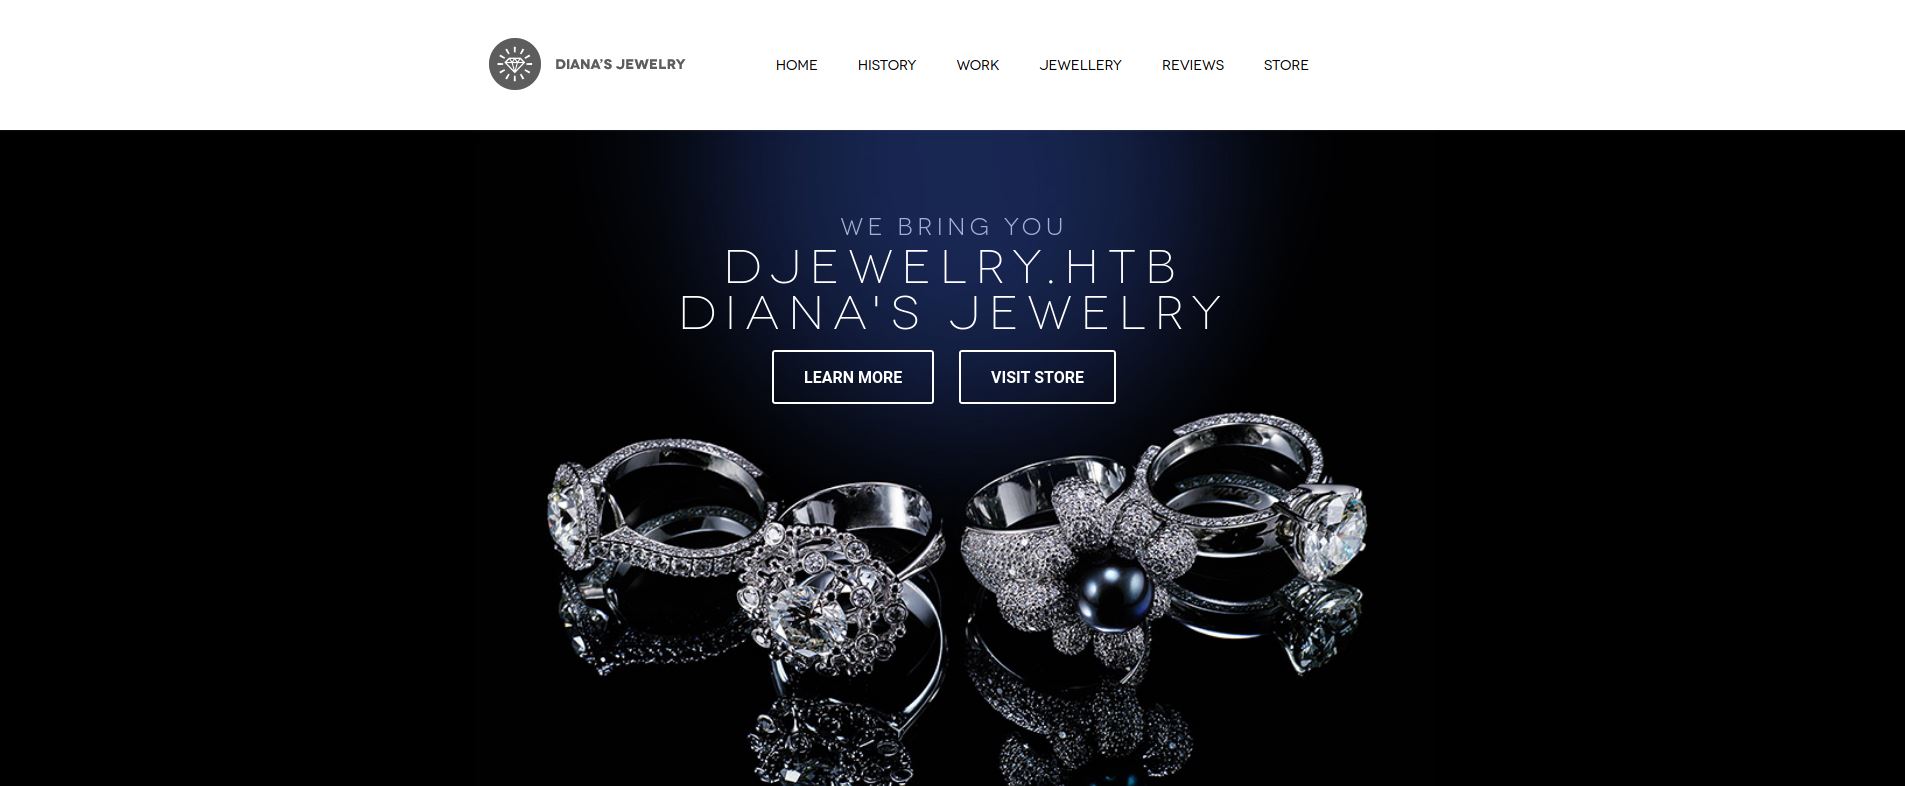 DIANA'S JEWELRY
HOME HISTORY WORK JEWELLERY REVIEWS STORE
WE BRING YOU
DJEWELRY.HTB
DIANA'S JEWELRY
LEARN MORE VISIT STORE